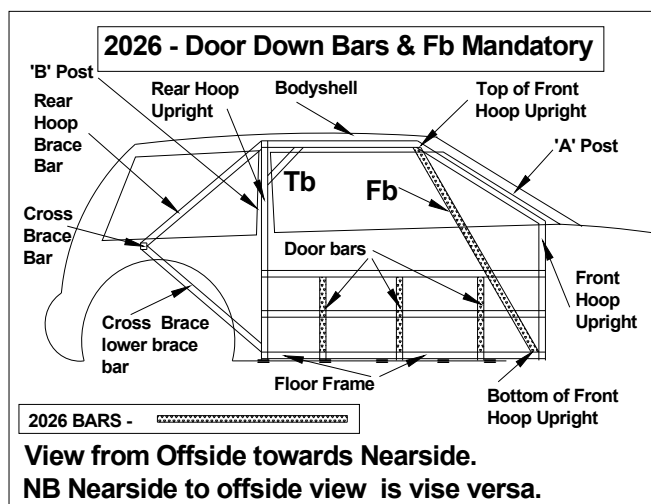 2026 - Door Down Bars & Fb Mandatory
'B' Post
Rear
Hoop
Brace
Bar
Rear Hoop
Upright
Bodyshell
Top of Front
Hoop Upright
'A' Post
Tb
Fb
Cross
Brace
Bar
Door bars
Front
Hoop
Upright
Cross Brace
lower brace
bar
Floor Frame
Bottom of Front
Hoop Upright
2026 BARS -
View from Offside towards Nearside.
NB Nearside to offside view is vise versa.